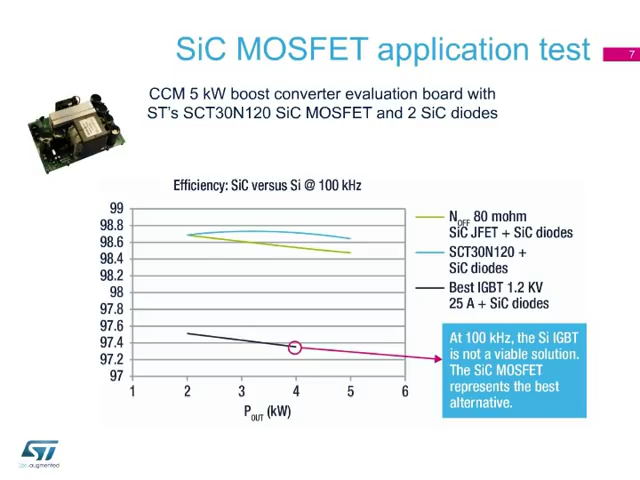 SiC MOSFET application test
7
CCM 5 kW boost converter evaluation board with
ST's SCT30N120 SiC MOSFET and 2 SiC diodes
Efficiency: SiC versus Si @ 100 kHz
99
98.8
98.6
98.4
98.2
98
97.8
97.6
97.4
97.2
97
1 2 3 4 5 6
POUT (kW)
NOFF 80 mohm
SiC JFET + SiC diodes
SCT30N120 +
SiC diodes
Best IGBT 1.2 KV
25 A + SiC diodes
At 100 kHz, the Si IGBT
is not a viable solution.
The SiC MOSFET
represents the best
alternative.
ST
life.augmented